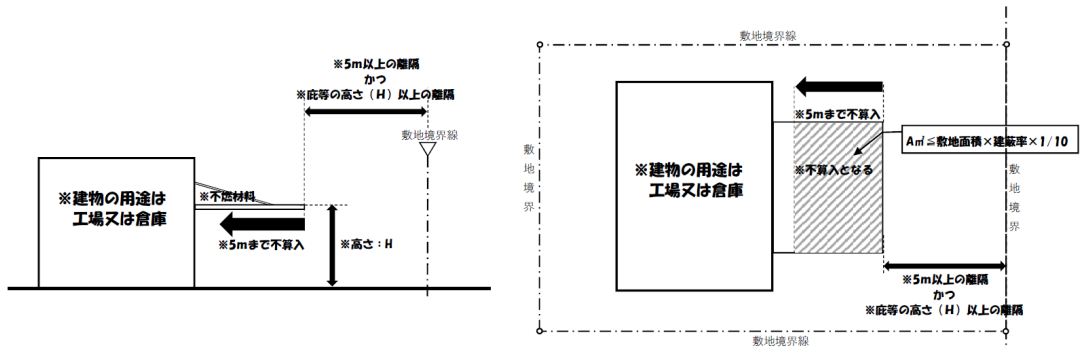 ※5m以上の離隔
かつ
※庇等の高さ（H）以上の離隔
敷地境界線
※建物の用途は
工場又は倉庫
※不燃材料
※5mまで不算入
※高さ：H
敷地境界線
敷地境界
※建物の用途は
工場又は倉庫
※5mまで不算入
A㎡≦敷地面積×建蔽率×1/10
※不算入となる
敷地境界
※5m以上の離隔
かつ
※庇等の高さ（H）以上の離隔
敷地境界線